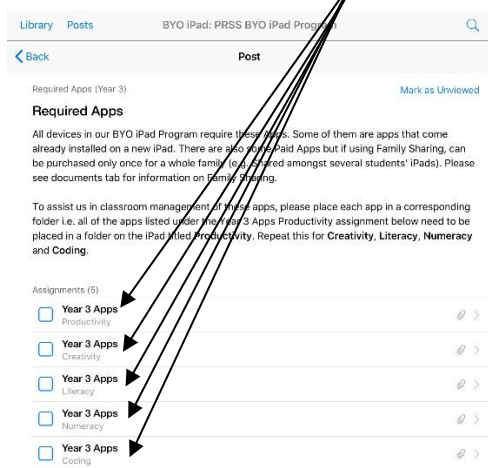 Library Posts BYO iPad: PRSS BYO iPad Program
Back Post
Required Apps (Year 3) Mark as Unviewed
Required Apps
All devices in our BYO iPad Program require these Apps. Some of them are apps that come
already installed on a new iPad. There are also some Paid Apps but if using Family Sharing, can
be purchased only once for a whole family (e.g. Shared amongst several students' iPads). Please
see documents tab for information on Family Sharing.
To assist us in classroom management of these apps, please place each app in a corresponding
folder i.e. all of the apps listed under the Year 3 Apps Productivity assignment below need to be
placed in a folder on the iPad titled Productivity. Repeat this for Creativity, Literacy, Numeracy
and Coding.
Assignments (5)
Year 3 Apps
Productivity
Year 3 Apps
Creativity
Year 3 Apps
Literacy
Year 3 Apps
Numeracy
Year 3 Apps
Coding